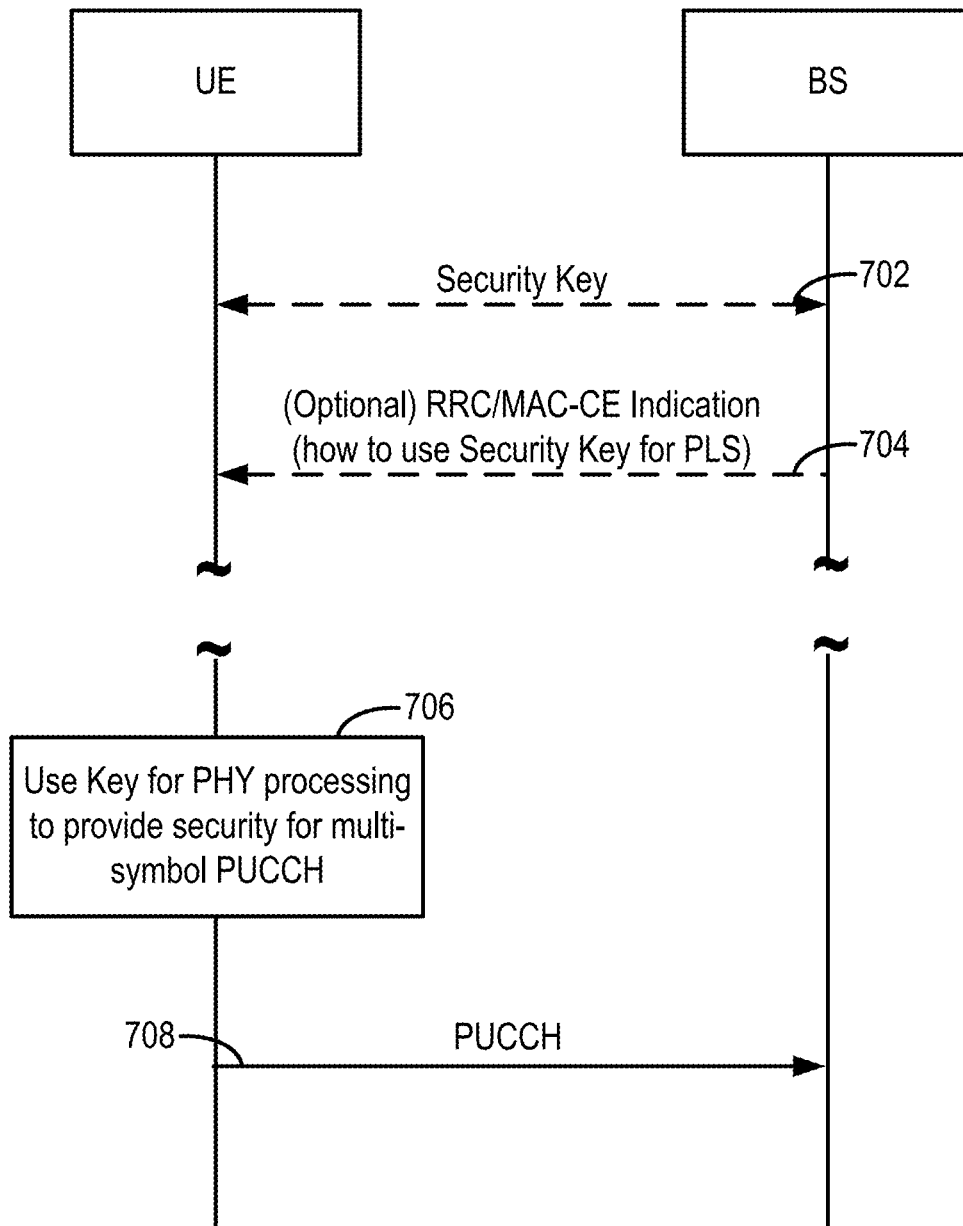 UE
BS
Security Key
702
(Optional) RRC/MAC-CE Indication
(how to use Security Key for PLS)
704
706
Use Key for PHY processing
to provide security for multi-
symbol PUCCH
708
PUCCH